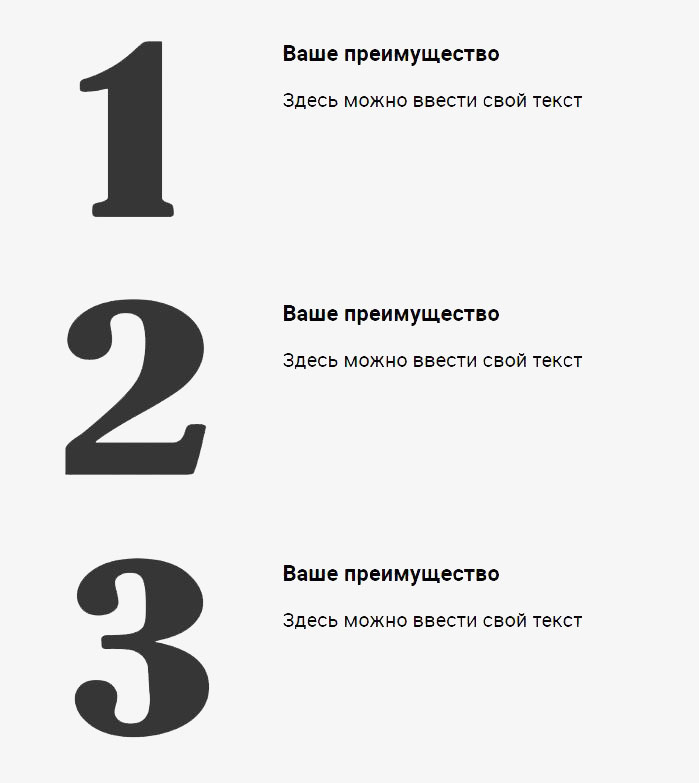 1
Ваше преимущество
Здесь можно ввести свой текст
2
Ваше преимущество
Здесь можно ввести свой текст
3
Ваше преимущество
Здесь можно ввести свой текст